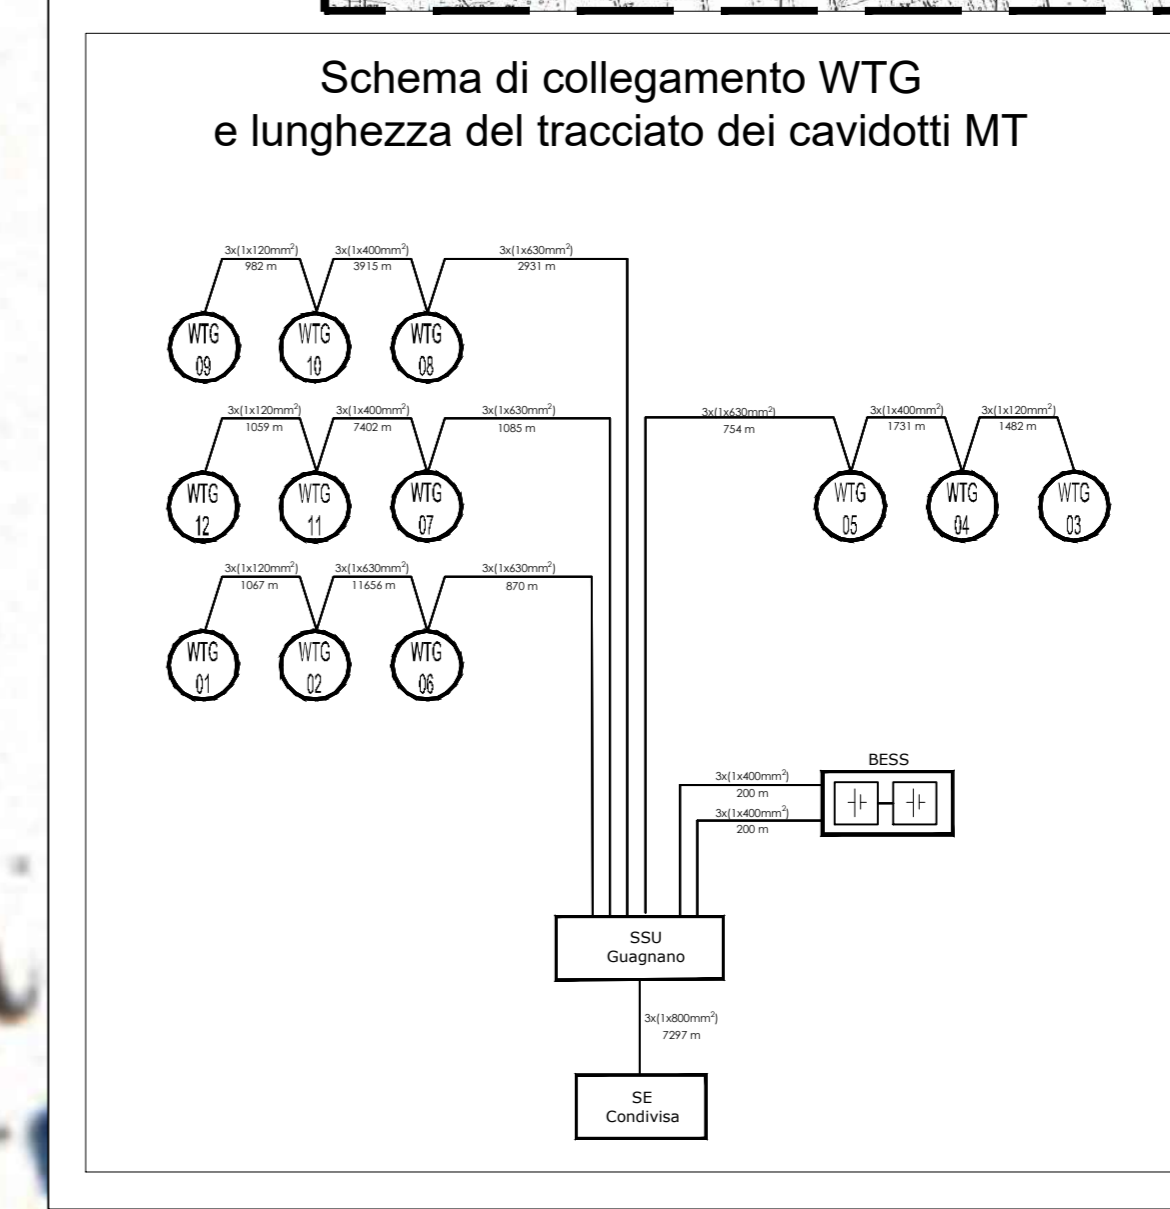 Schema di collegamento WTG
e lunghezza del tracciato dei cavidotti MT
3x(1x120mm²)
982 m
3x(1x400mm²)
3915 m
3x(1x630mm²)
2931 m
WTG
09
WTG
10
WTG
08
3x(1x120mm²)
1059 m
3x(1x400mm²)
7402 m
3x(1x630mm²)
1085 m
WTG
12
WTG
11
WTG
07
3x(1x630mm²)
754 m
3x(1x400mm²)
1731 m
3x(1x120mm²)
1482 m
WTG
05
WTG
04
WTG
03
3x(1x120mm²)
1067 m
3x(1x630mm²)
11656 m
3x(1x630mm²)
870 m
WTG
01
WTG
02
WTG
06
BESS
3x(1x400mm²)
200 m
3x(1x400mm²)
200 m
SSU
Guagnano
3x(1x800mm²)
7297 m
SE
Condivisa